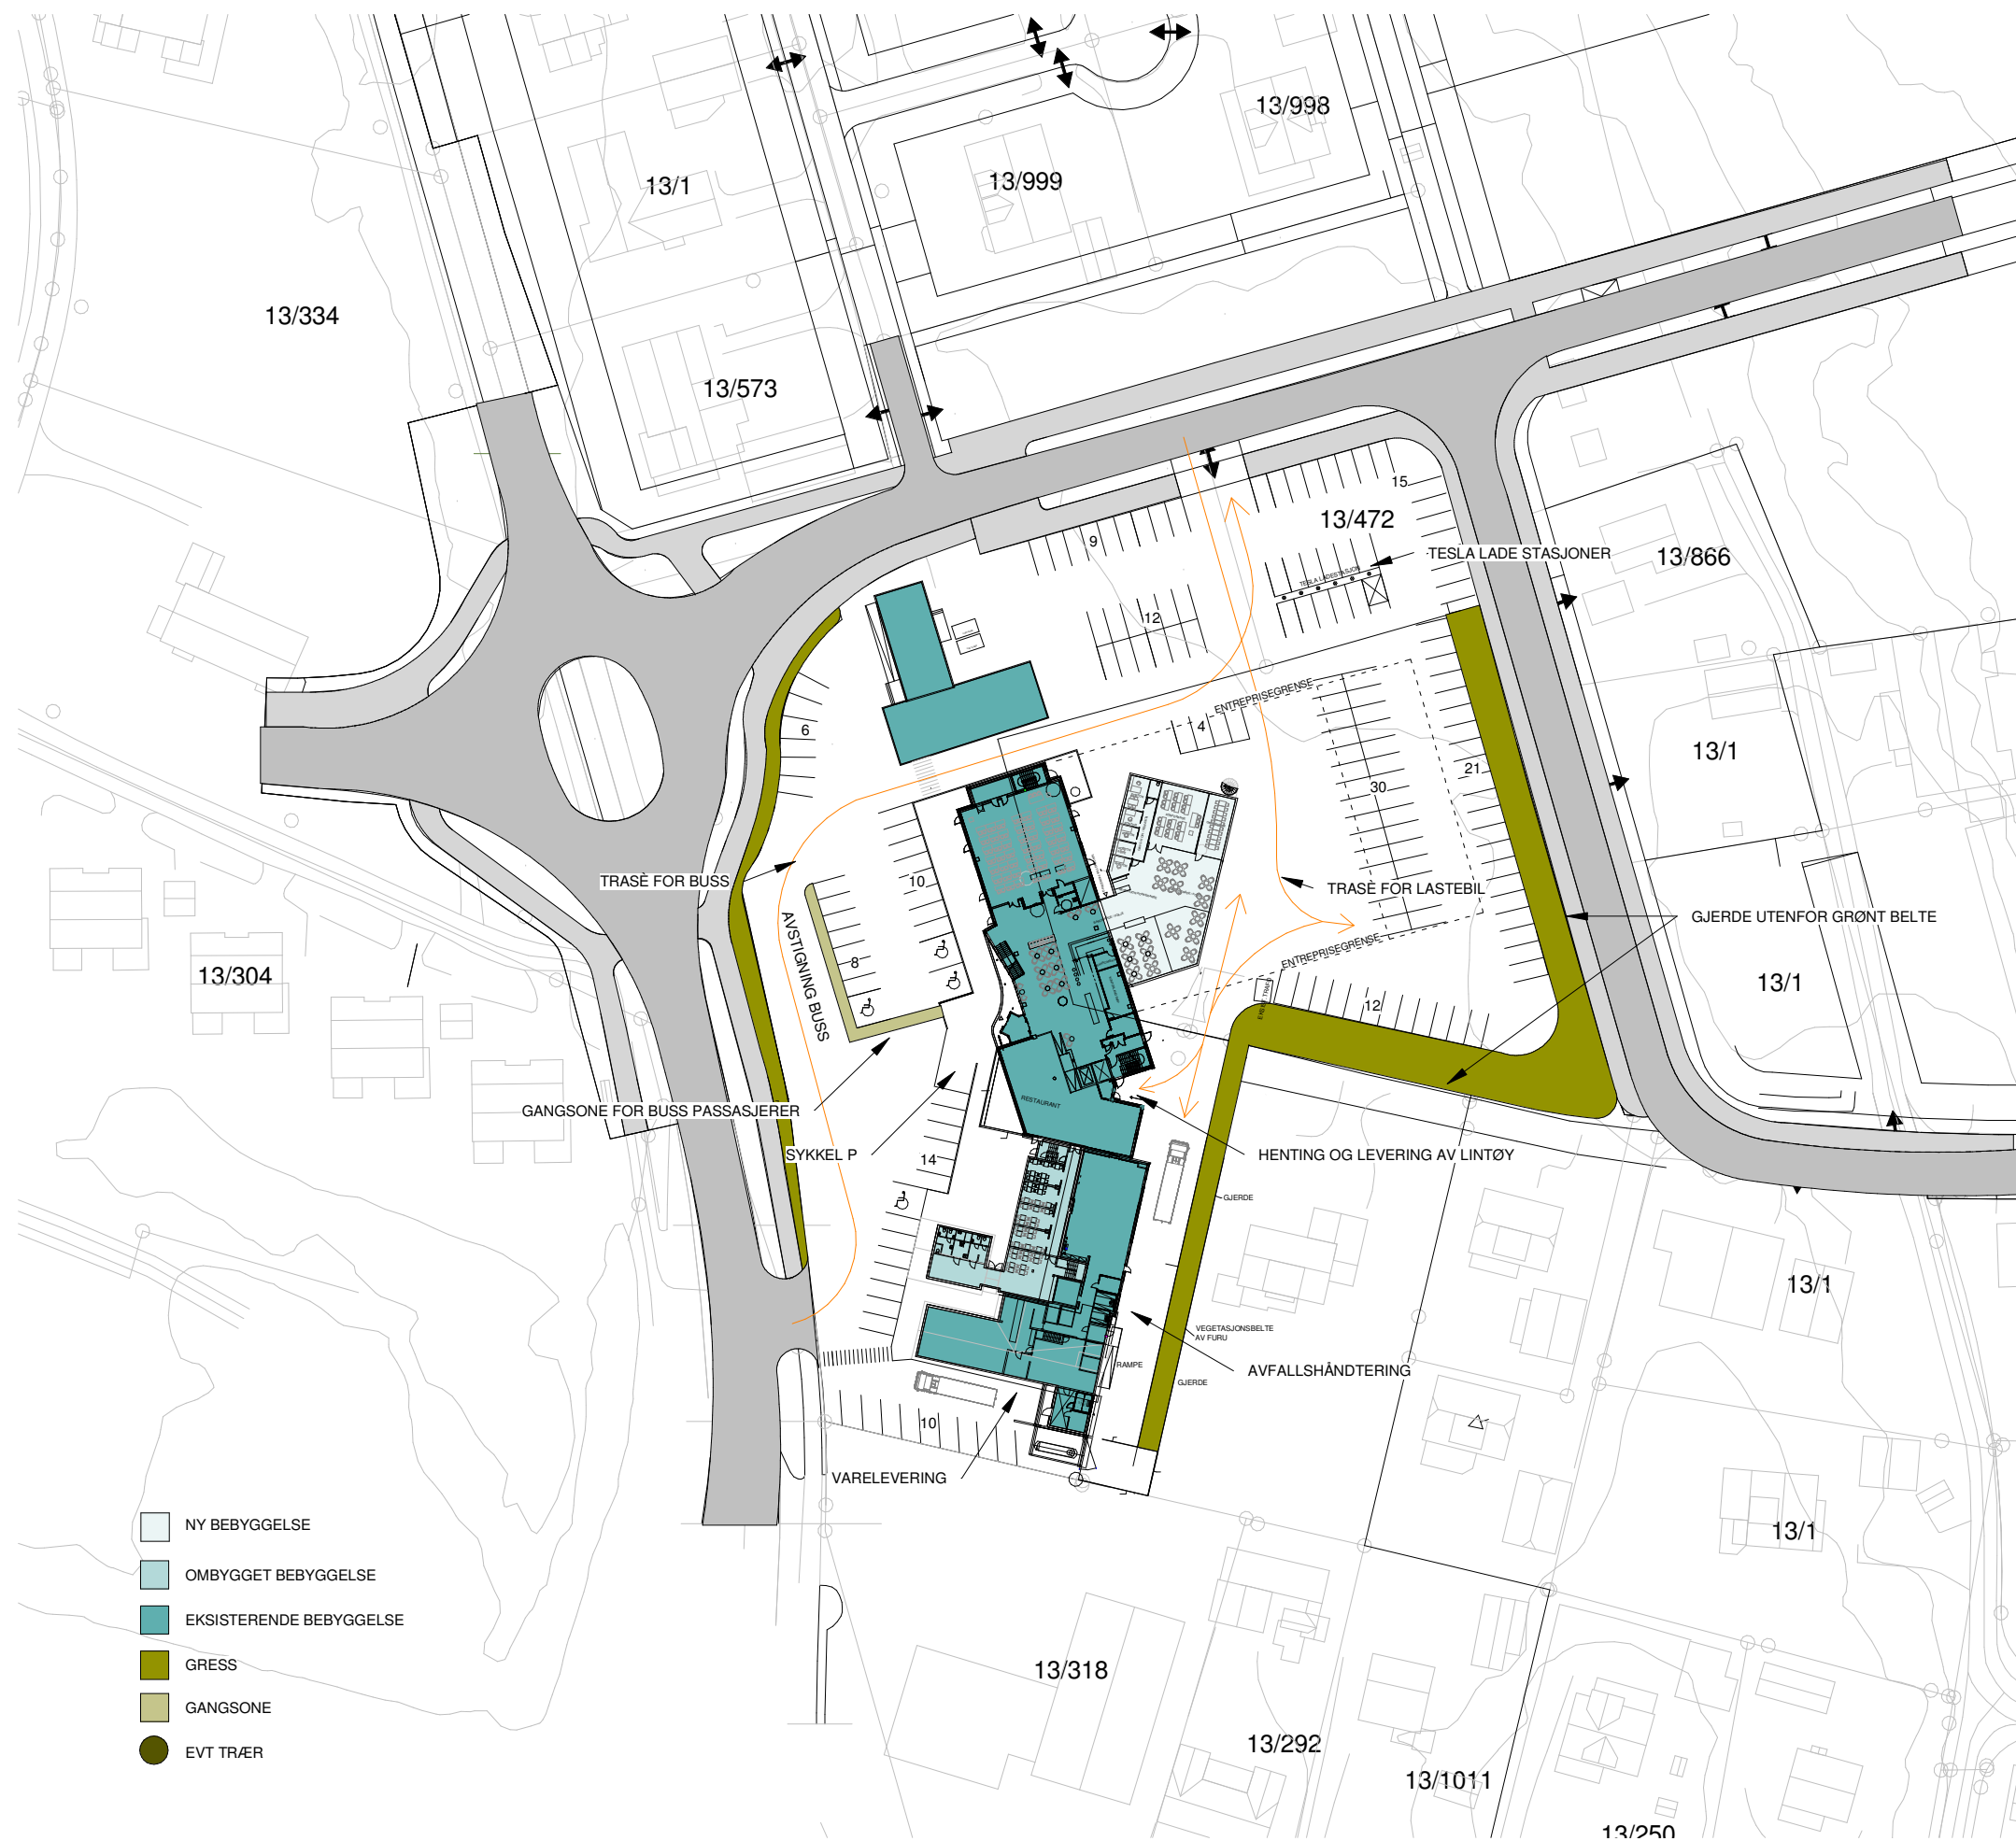 13/998
13/1
13/999
13/334
13/573
15
13/472
9
TESLA LADE STASJONER
13/866
TESLA LADESTASJON
12
ENTREPRISEGRENSE
6
4
13/1
21
30
TRASÈ FOR BUSS
10
TRASÈ FOR LASTEBIL
AVSTIGNING BUSS
GJERDE UTENFOR GRØNT BELTE
ENTREPRISEGRENSE
8
13/304
13/1
12
GANGSONE FOR BUSS PASSASJERER
RESTAURANT
SYKKEL P
14
HENTING OG LEVERING AV LINTØY
GJERDE
13/1
VEGETASJONSBELTE
AV FURU
RAMPE
AVFALLSHÅNDTERING
GJERDE
10
VARELEVERING
NY BEBYGGELSE
13/1
OMBYGGET BEBYGGELSE
EKSISTERENDE BEBYGGELSE
GRESS
13/318
GANGSONE
13/292
EVT TRÆR
13/1011
13/250